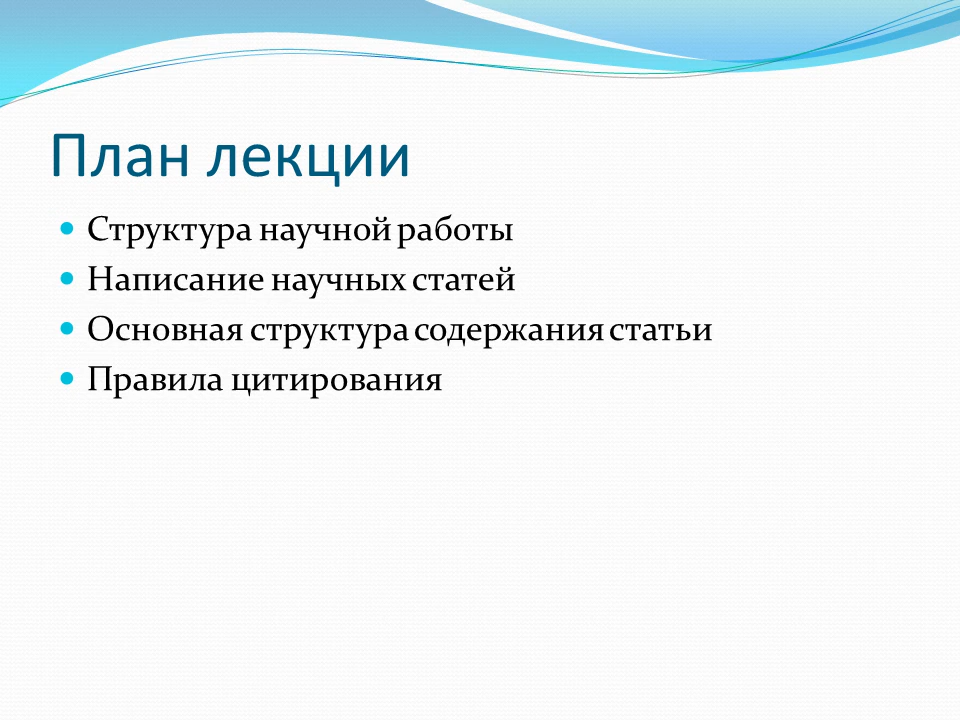 План лекции
Структура научной работы
Написание научных статей
Основная структура содержания статьи
Правила цитирования